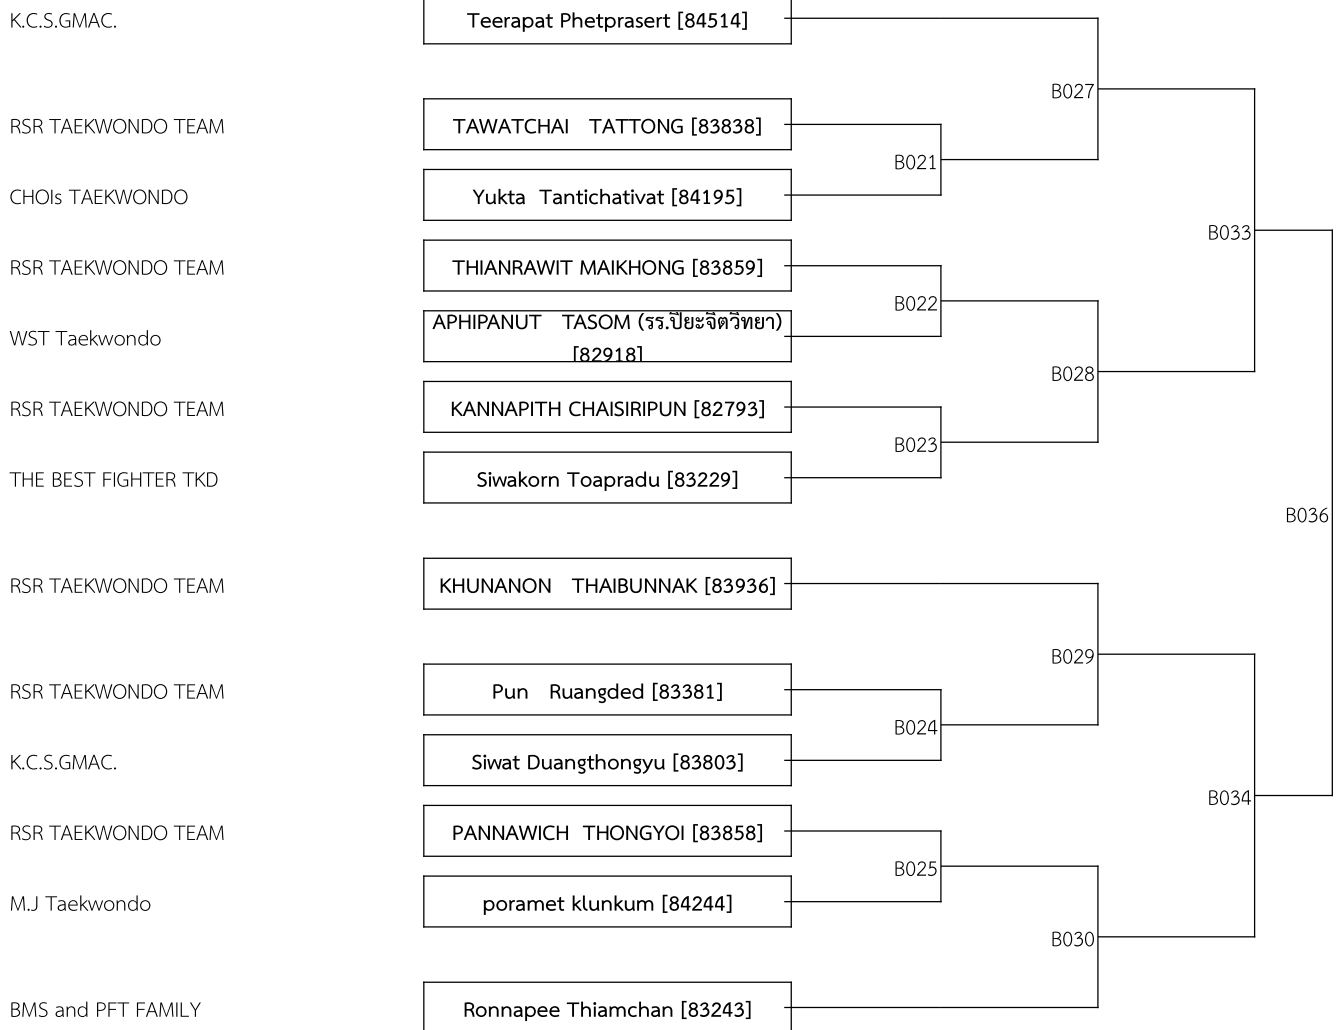 K.C.S.GMAC. Teerapat Phetprasert [84514]
B027
RSR TAEKWONDO TEAM TAWATCHAI TATTONG [83838]
B021
CHOIs TAEKWONDO Yukta Tantichativat [84195]
B033
RSR TAEKWONDO TEAM THIANRAWIT MAIKHONG [83859]
B022
APHIPANUT TASOM (รร.ปิยะจิตวิทยา)
WST Taekwondo
[82918]
B028
RSR TAEKWONDO TEAM KANNAPITH CHAISIRIPUN [82793]
B023
THE BEST FIGHTER TKD Siwakorn Toapradu [83229]
B036
RSR TAEKWONDO TEAM KHUNANON THAIBUNNAK [83936]
B029
RSR TAEKWONDO TEAM Pun Ruangded [83381]
B024
K.C.S.GMAC. Siwat Duangthongyu [83803]
B034
RSR TAEKWONDO TEAM PANNAWICH THONGYOI [83858]
B025
M.J Taekwondo poramet klunkum [84244]
B030
BMS and PFT FAMILY Ronnapee Thiamchan [83243]